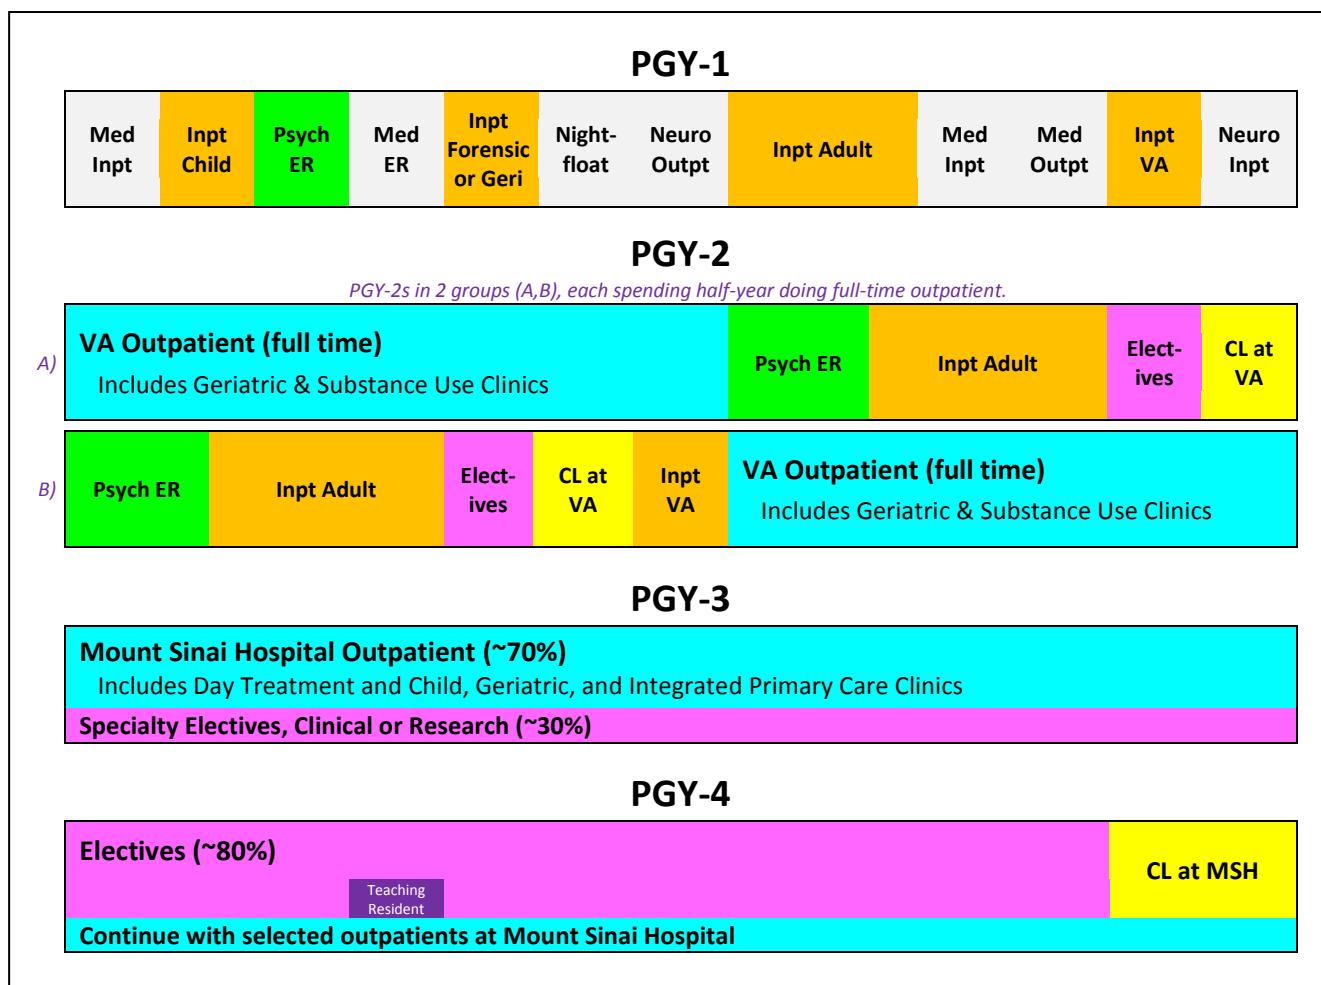 PGY-1
Med
Inpt
Inpt
Child
Psych
ER
Med
ER
Inpt
Forensic
or Geri
Night-
float
Neuro
Outpt
Inpt Adult
Med
Inpt
Med
Outpt
Inpt
VA
Neuro
Inpt
PGY-2
PGY-2s in 2 groups (A,B), each spending half-year doing full-time outpatient.
A)
VA Outpatient (full time)
Includes Geriatric & Substance Use Clinics
Psych ER
Inpt Adult
Elect-
ives
CL at
VA
B)
Psych ER
Inpt Adult
Elect-
ives
CL at
VA
Inpt
VA
VA Outpatient (full time)
Includes Geriatric & Substance Use Clinics
PGY-3
Mount Sinai Hospital Outpatient (~70%)
Includes Day Treatment and Child, Geriatric, and Integrated Primary Care Clinics
Specialty Electives, Clinical or Research (~30%)
PGY-4
Electives (~80%)
Teaching
Resident
CL at MSH
Continue with selected outpatients at Mount Sinai Hospital